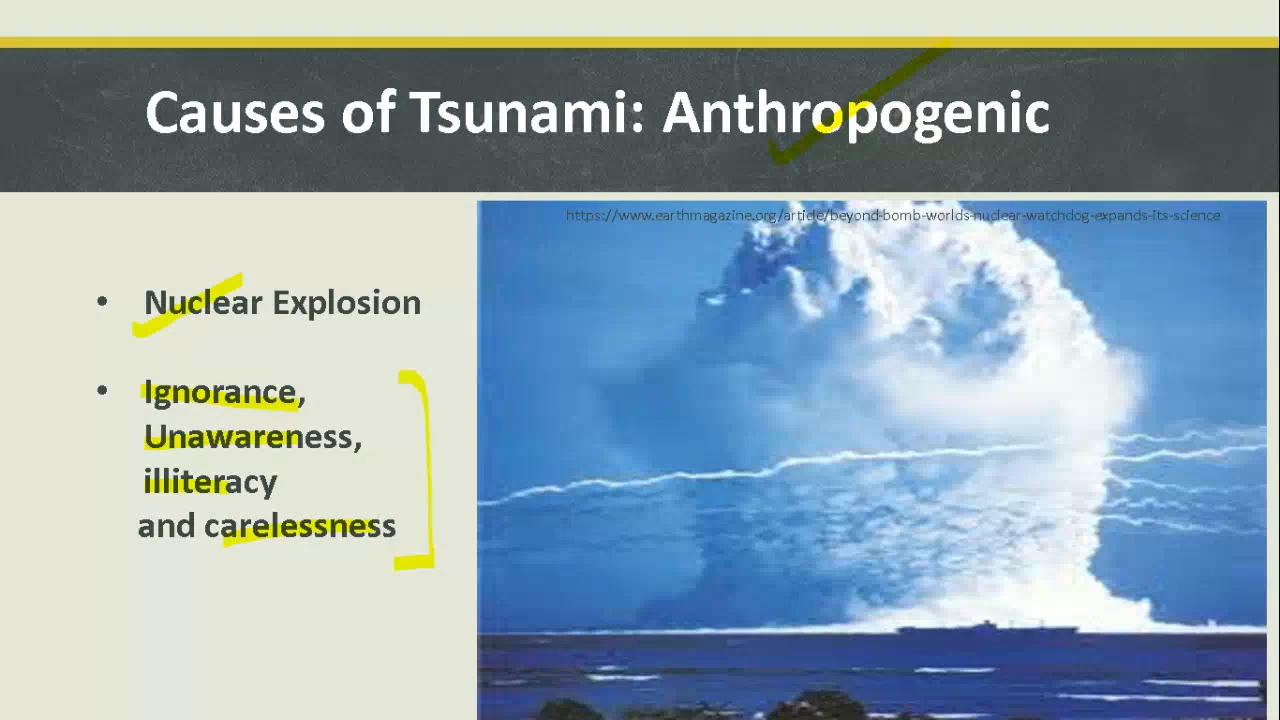 Causes of Tsunami: Anthropogenic
https://www.earthmagazine.org/article/beyond-bomb-worlds-nuclear-watchdog-expands-its-science
• Nuclear Explosion
• Ignorance,
Unawareness,
illiteracy
and carelessness